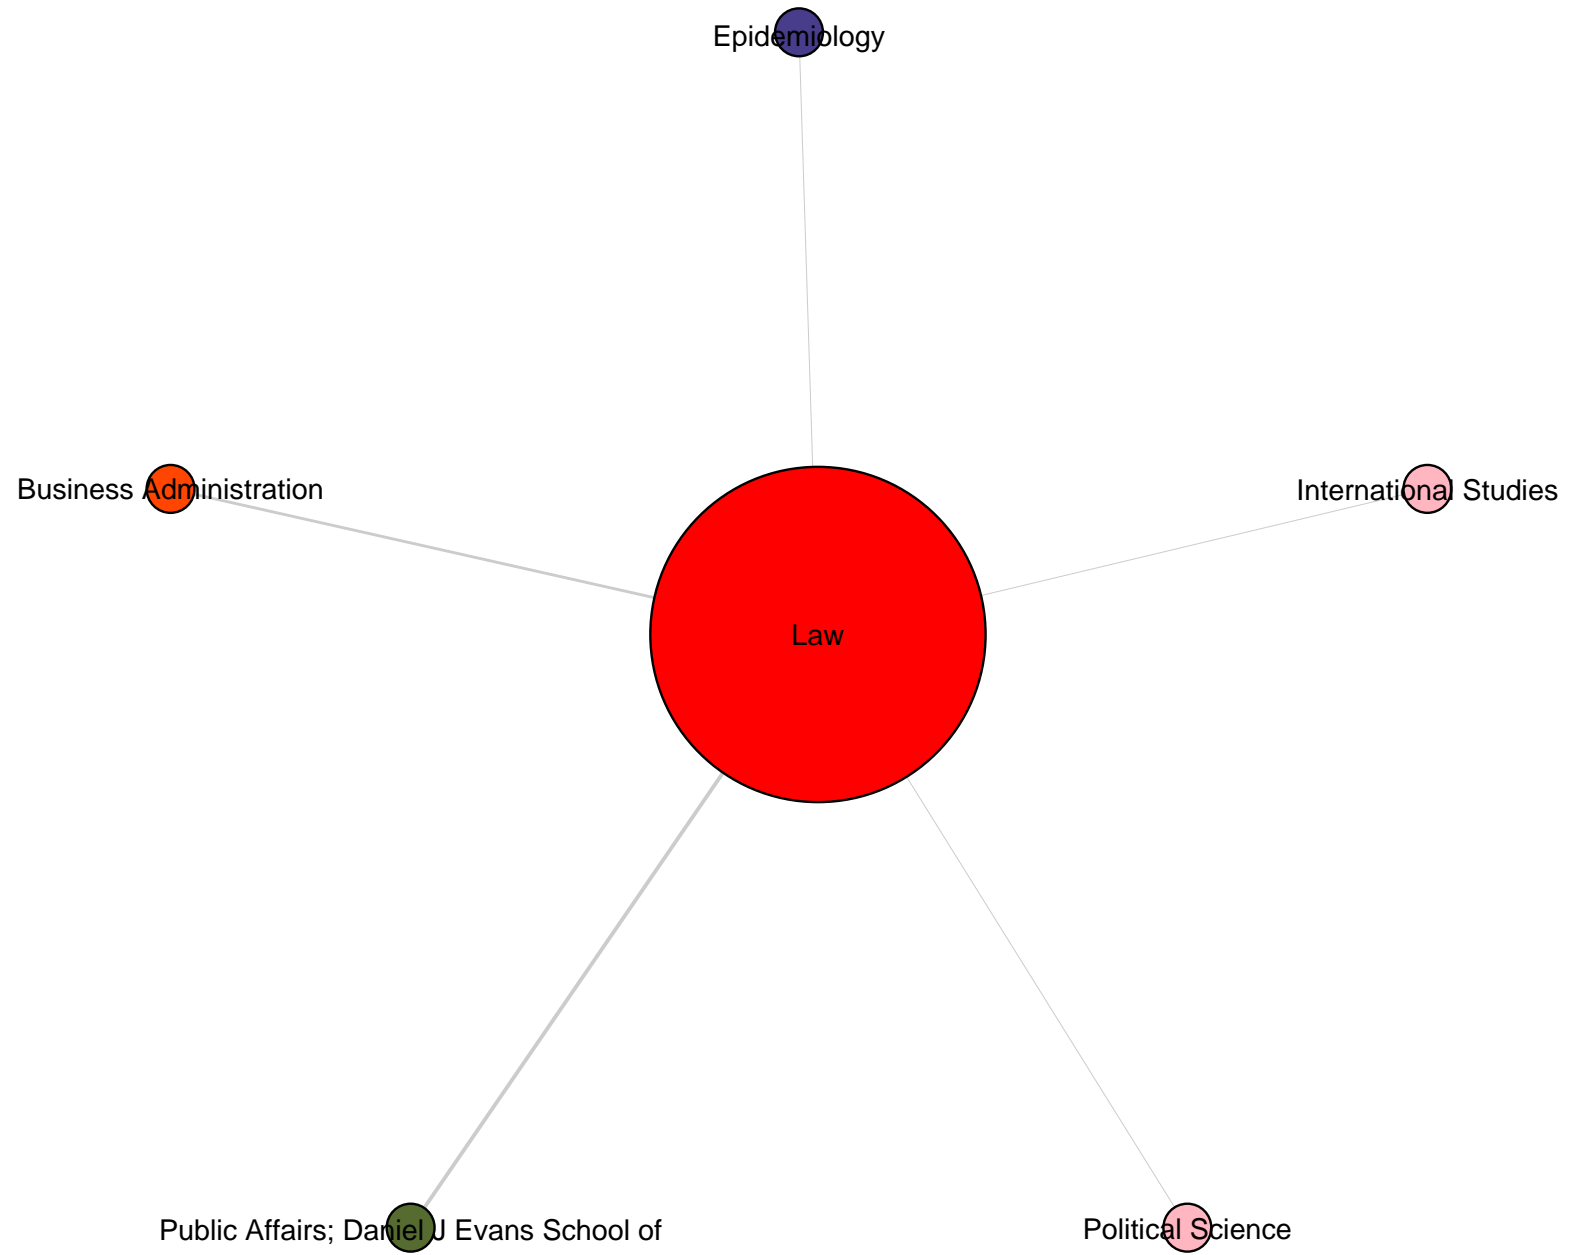 Epidemiology
Business Administration
International Studies
Law
Public Affairs; Daniel J Evans School of
Political Science